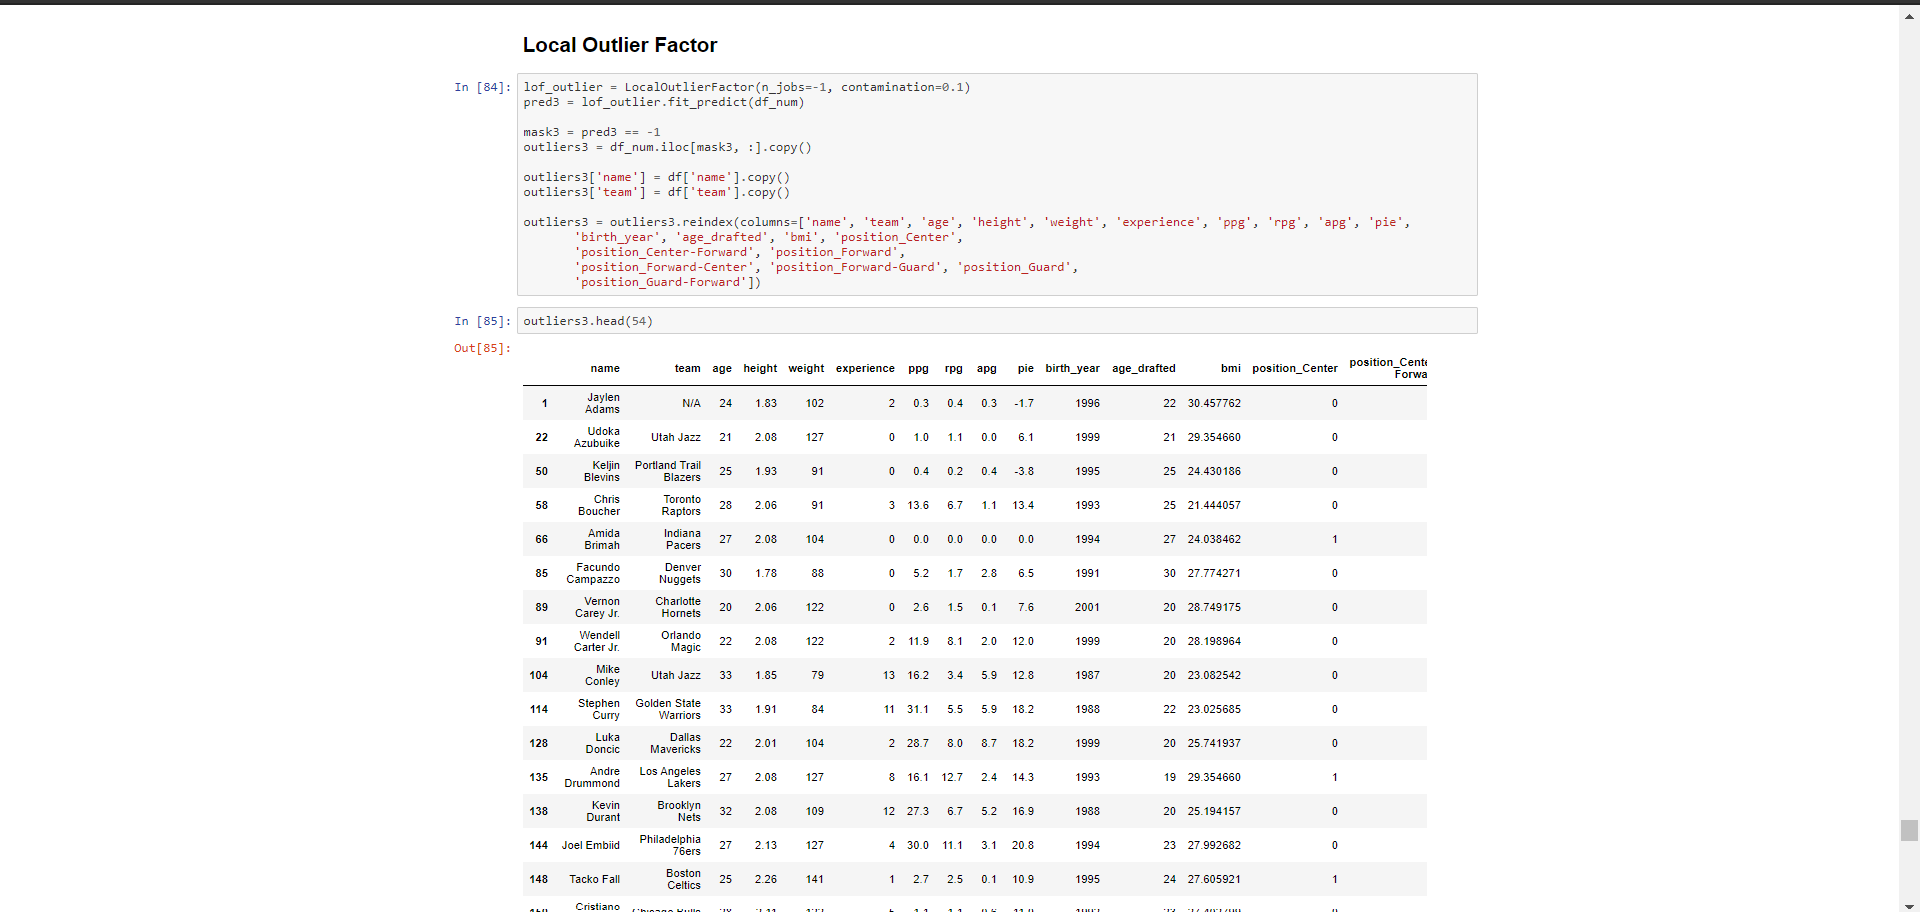 Local Outlier Factor
In [84]:
lof_outlier = LocalOutlierFactor(n_jobs=-1, contamination=0.1)
pred3 = lof_outlier.fit_predict(df_num)
mask3 = pred3 == -1
outliers3 = df_num.iloc[mask3, :].copy()
outliers3['name'] = df['name'].copy()
outliers3['team'] = df['team'].copy()
outliers3 = outliers3.reindex(columns=['name', 'team', 'age', 'height', 'weight', 'experience', 'ppg', 'rpg', 'apg', 'pie',
'birth_year', 'age_drafted', 'bmi', 'position_Center',
'position_Center-Forward', 'position_Forward',
'position_Forward-Center', 'position_Forward-Guard', 'position_Guard',
'position_Guard-Forward'])
In [85]: outliers3.head(54)
Out[85]:
name team age height weight experience ppg rpg apg pie birth_year age_drafted bmi position_Center
1 Jaylen Adams N/A 24 1.83 102 2 0.3 0.4 0.3 -1.7 1996 22 30.457762 0
22 Udoka Azubuike Utah Jazz 21 2.08 127 0 1.0 1.1 0.0 6.1 1999 21 29.354660 0
50 Keljin Blevins Portland Trail Blazers 25 1.93 91 0 0.4 0.2 0.4 -3.8 1995 25 24.430186 0
58 Chris Boucher Toronto Raptors 28 2.06 91 3 13.6 6.7 1.1 13.4 1993 25 21.444057 0
66 Amida Brimah Indiana Pacers 27 2.08 104 0 0.0 0.0 0.0 0.0 1994 27 24.038462 1
85 Facundo Campazzo Denver Nuggets 30 1.78 88 0 5.2 1.7 2.8 6.5 1991 30 27.774271 0
89 Vernon Carey Jr. Charlotte Hornets 20 2.06 122 0 2.6 1.5 0.1 7.6 2001 20 28.749175 0
91 Wendell Carter Jr. Orlando Magic 22 2.08 122 2 11.9 8.1 2.0 12.0 1999 20 28.198964 0
104 Mike Conley Utah Jazz 33 1.85 79 13 16.2 3.4 5.9 12.8 1987 20 23.082542 0
114 Stephen Curry Golden State Warriors 33 1.91 84 11 31.1 5.5 5.9 18.2 1988 22 23.025685 0
128 Luka Doncic Dallas Mavericks 22 2.01 104 2 28.7 8.0 8.7 18.2 1999 20 25.741937 0
135 Andre Drummond Los Angeles Lakers 27 2.08 127 8 16.1 12.7 2.4 14.3 1993 19 29.354660 1
138 Kevin Durant Brooklyn Nets 32 2.08 109 12 27.3 6.7 5.2 16.9 1988 20 25.194157 0
144 Joel Embiid Philadelphia 76ers 27 2.13 127 4 30.0 11.1 3.1 20.8 1994 23 27.992682 0
148 Tacko Fall Boston Celtics 25 2.26 141 1 2.7 2.5 0.1 10.9 1995 24 27.605921 1
Cristiano